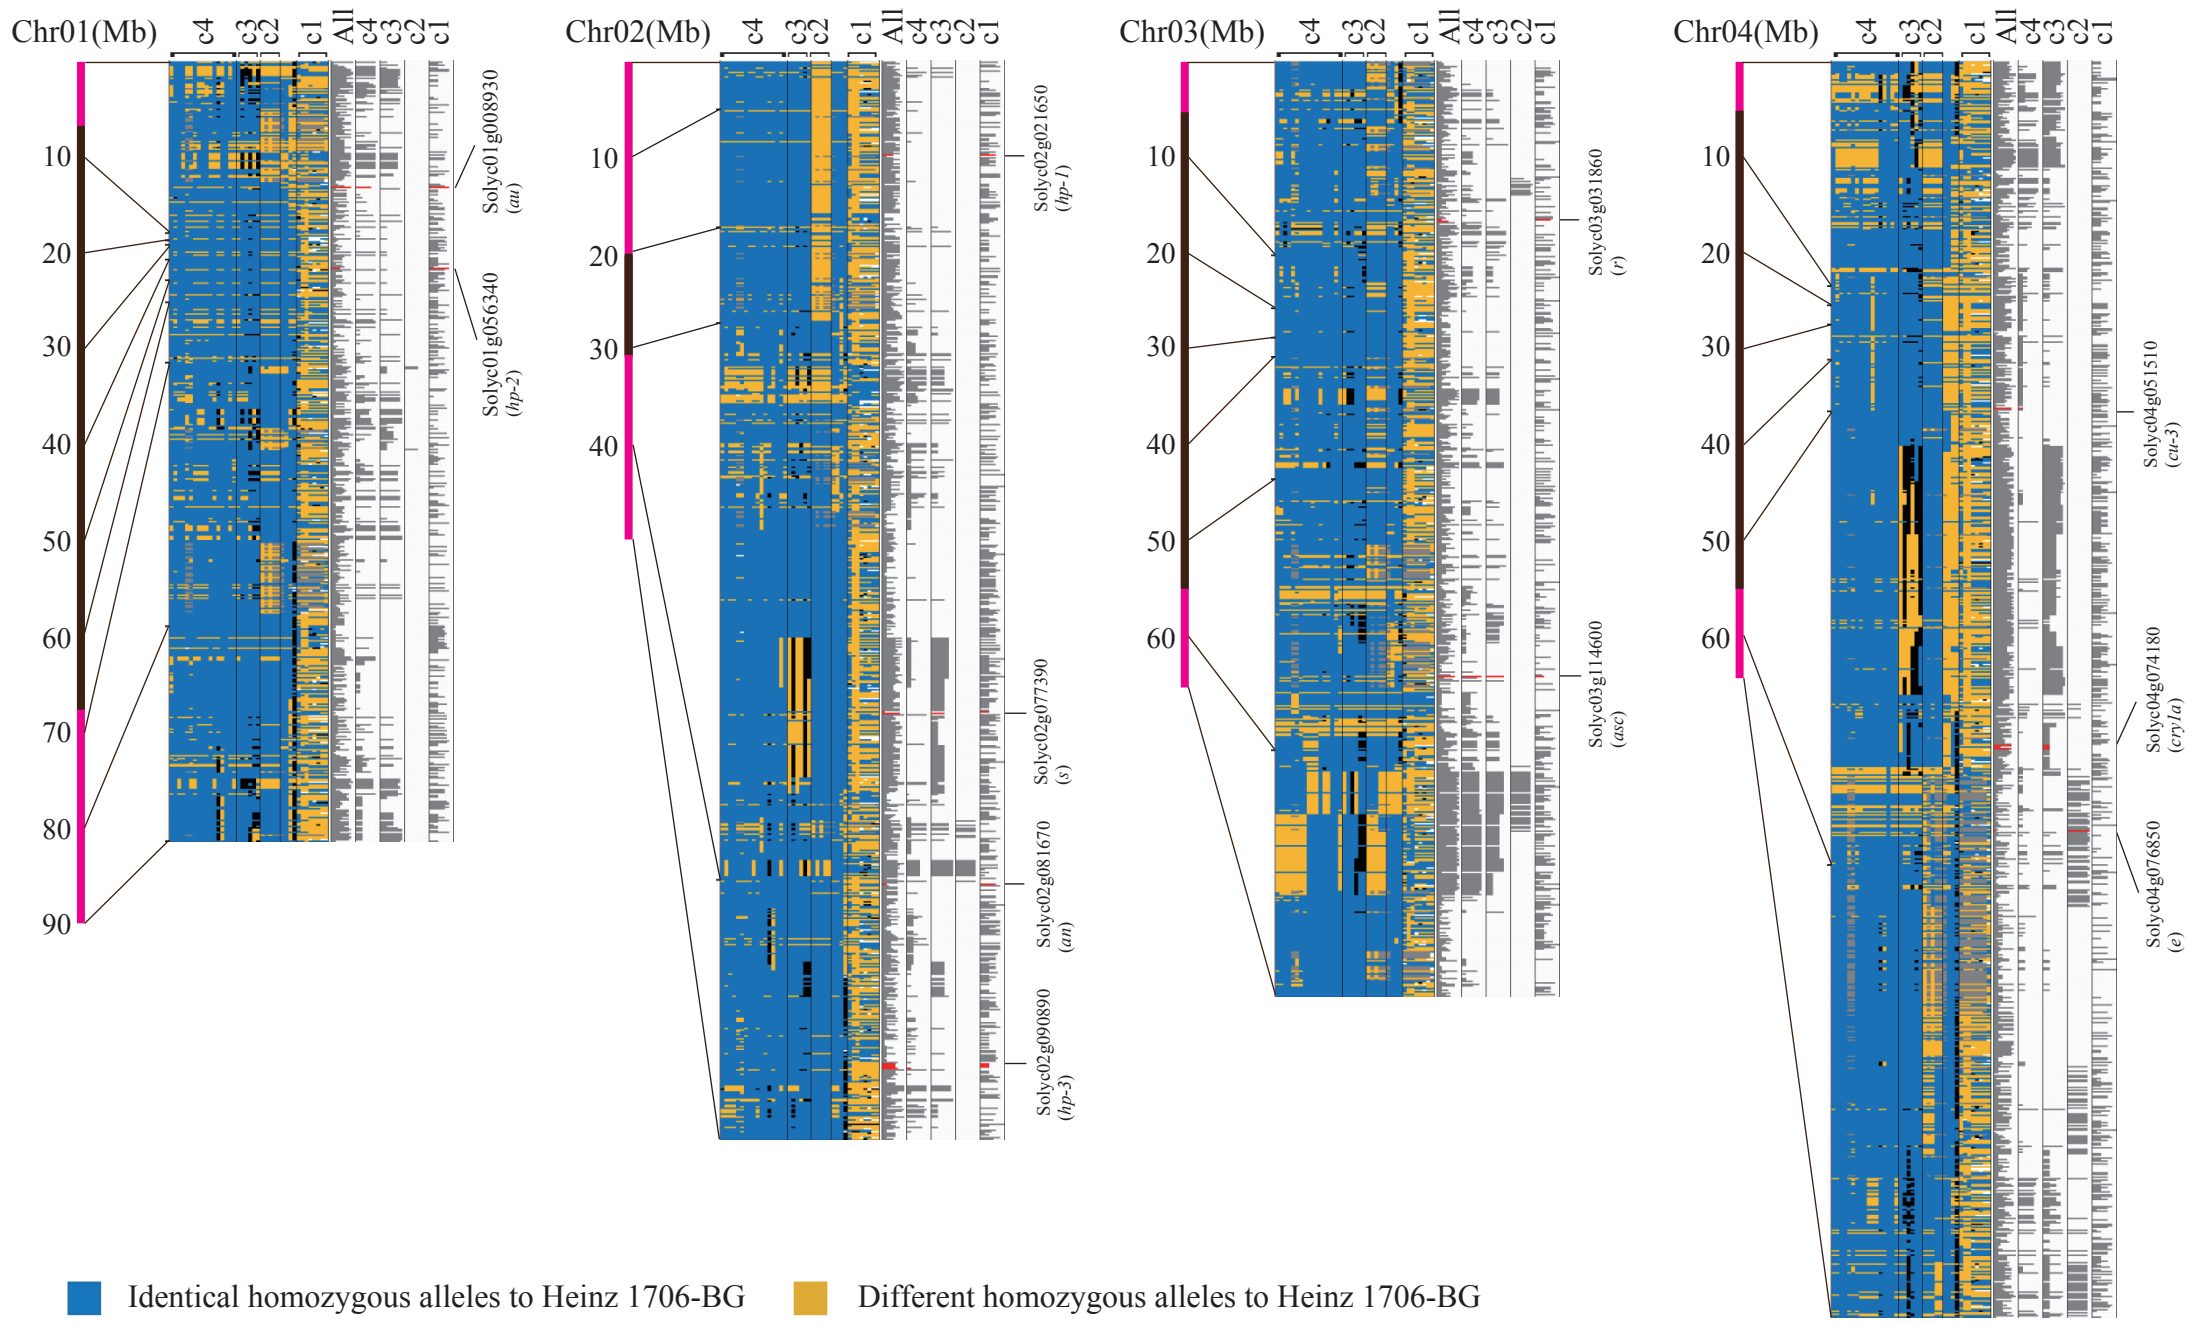 Chr01(Mb)
c4
c3
c2
c1
All
c4
c3
c2
c1
10
20
30
40
50
60
70
80
90
Solyc01g008930
(au)
Solyc01g056340
(hp-2)
Chr02(Mb)
c4
c3
c2
c1
All
c4
c3
c2
c1
10
20
30
40
Solyc02g021650
(hp-1)
Solyc02g077390
(s)
Solyc02g081670
(an)
Solyc02g090890
(hp-3)
Chr03(Mb)
c4
c3
c2
c1
All
c4
c3
c2
c1
10
20
30
40
50
60
Solyc03g031860
(r)
Solyc03g114600
(asc)
Chr04(Mb)
c4
c3
c2
c1
All
c4
c3
c2
c1
10
20
30
40
50
60
Solyc04g051510
(cu-3)
Solyc04g074180
(cry1a)
Solyc04g076850
(e)
Identical homozygous alleles to Heinz 1706-BG
Different homozygous alleles to Heinz 1706-BG